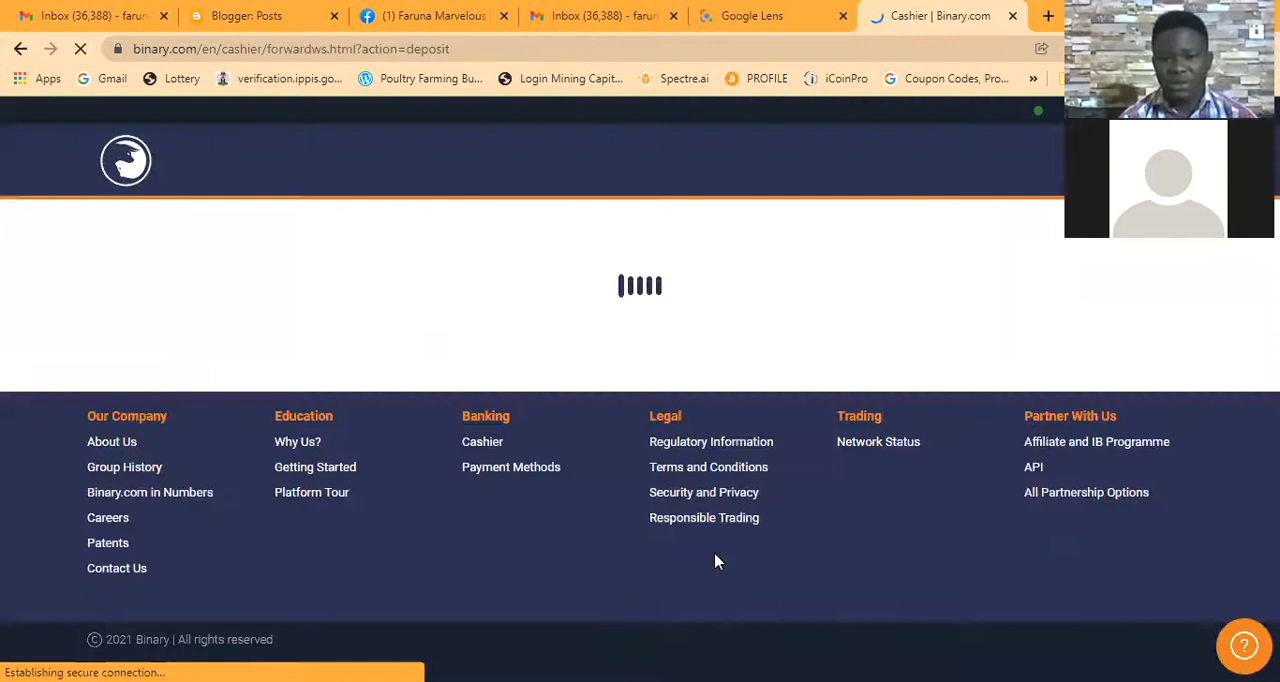 Inbox (36,388) - farun
Blogger: Posts
(1) Faruna Marvelous
Inbox (36,388) - faruna
Google Lens
Cashier | Binary.com
binary.com/en/cashier/forwardws.html?action=deposit
Apps
Gmail
Lottery
verification.ippis.go...
Poultry Farming Bu...
Login Mining Capit...
Spectre.ai
PROFILE
iCoinPro
Coupon Codes, Pro...
»
Our Company
About Us
Group History
Binary.com in Numbers
Careers
Patents
Contact Us
Education
Why Us?
Getting Started
Platform Tour
Banking
Cashier
Payment Methods
Legal
Regulatory Information
Terms and Conditions
Security and Privacy
Responsible Trading
Trading
Network Status
Partner With Us
Affiliate and IB Programme
API
All Partnership Options
© 2021 Binary | All rights reserved
?
Establishing secure connection...